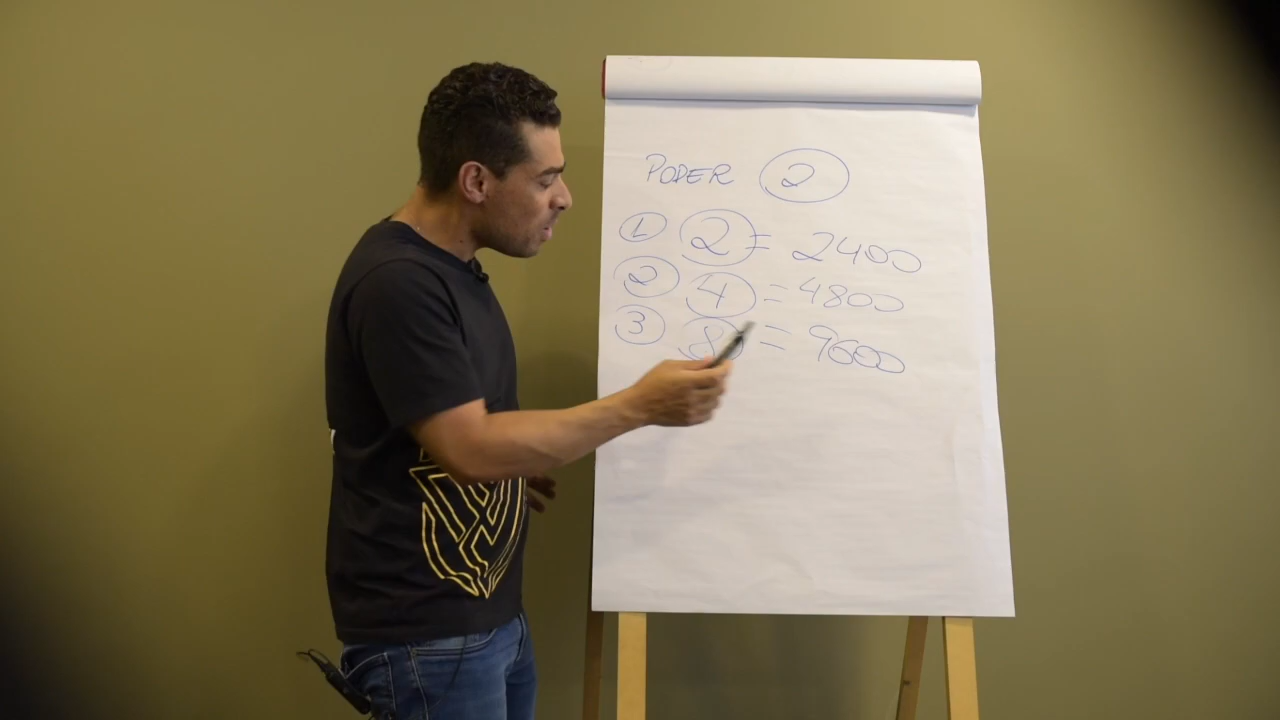 PODER 2
1 2 = 2400
2 4 = 4800
3 8 = 9600